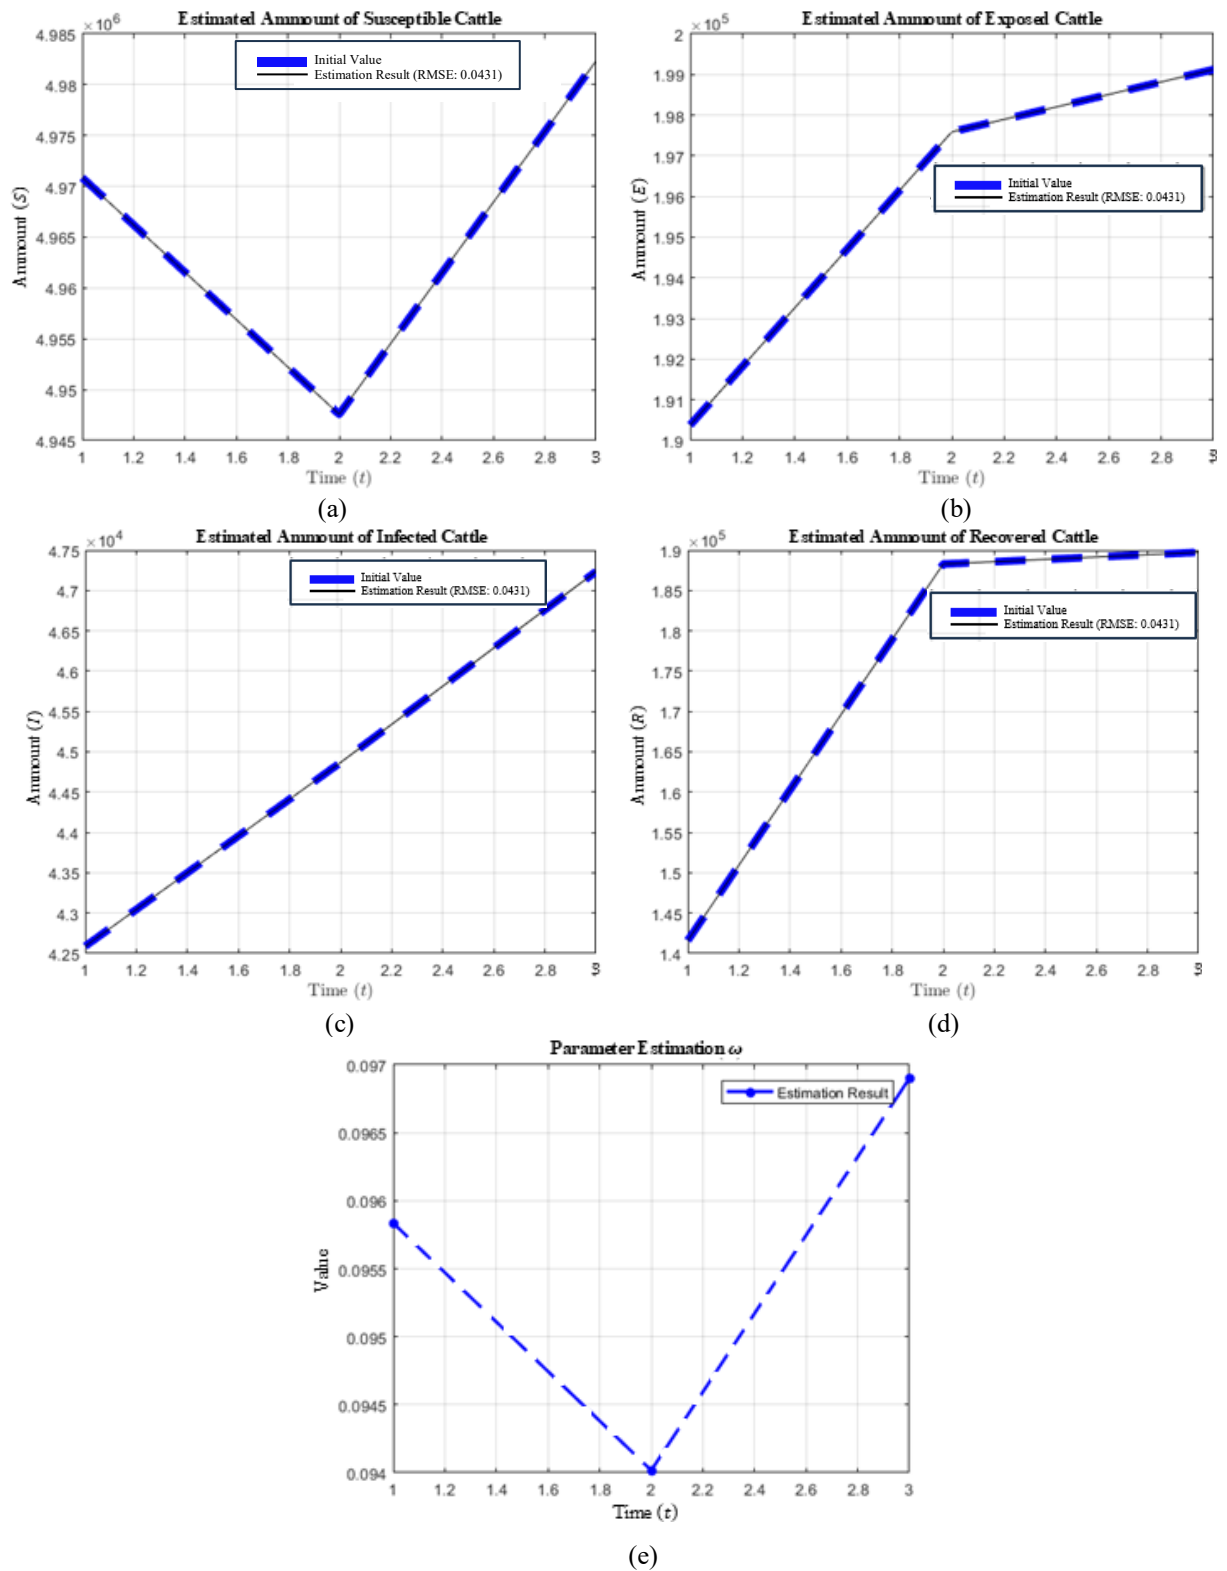 Estimated Ammount of Susceptible Cattle
×10⁶
4.985
4.98
4.975
4.97
4.965
4.96
4.955
4.95
4.945
Ammount (S)
Initial Value
Estimation Result (RMSE: 0.0431)
1 1.2 1.4 1.6 1.8 2 2.2 2.4 2.6 2.8 3
Time (t)
(a)
Estimated Ammount of Exposed Cattle
×10⁵
2
1.99
1.98
1.97
1.96
1.95
1.94
1.93
1.92
1.91
1.9
Ammount (E)
Initial Value
Estimation Result (RMSE: 0.0431)
1 1.2 1.4 1.6 1.8 2 2.2 2.4 2.6 2.8 3
Time (t)
(b)
Estimated Ammount of Infected Cattle
×10⁴
4.75
4.7
4.65
4.6
4.55
4.5
4.45
4.4
4.35
4.3
4.25
Ammount (I)
Initial Value
Estimation Result (RMSE: 0.0431)
1 1.2 1.4 1.6 1.8 2 2.2 2.4 2.6 2.8 3
Time (t)
(c)
Estimated Ammount of Recovered Cattle
×10⁵
1.9
1.85
1.8
1.75
1.7
1.65
1.6
1.55
1.5
1.45
1.4
Ammount (R)
Initial Value
Estimation Result (RMSE: 0.0431)
1 1.2 1.4 1.6 1.8 2 2.2 2.4 2.6 2.8 3
Time (t)
(d)
Parameter Estimation ω
0.097
0.0965
0.096
0.0955
0.095
0.0945
0.094
Value
Estimation Result
1 1.2 1.4 1.6 1.8 2 2.2 2.4 2.6 2.8 3
Time (t)
(e)